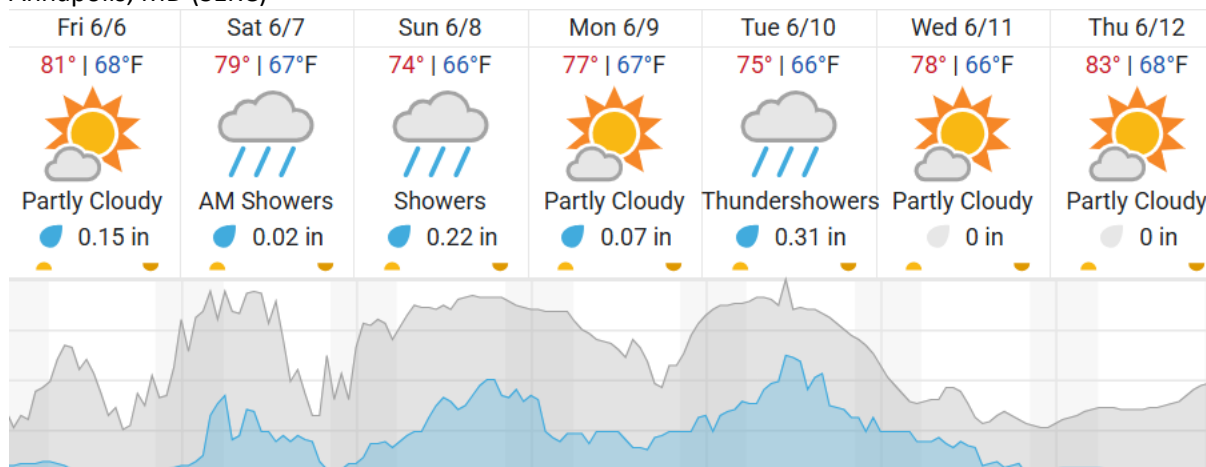 Fri 6/6 Sat 6/7 Sun 6/8 Mon 6/9 Tue 6/10 Wed 6/11 Thu 6/12
81° | 68°F 79° | 67°F 74° | 66°F 77° | 67°F 75° | 66°F 78° | 66°F 83° | 68°F
Partly Cloudy AM Showers Showers Partly Cloudy Thundershowers Partly Cloudy Partly Cloudy
0.15 in 0.02 in 0.22 in 0.07 in 0.31 in 0 in 0 in